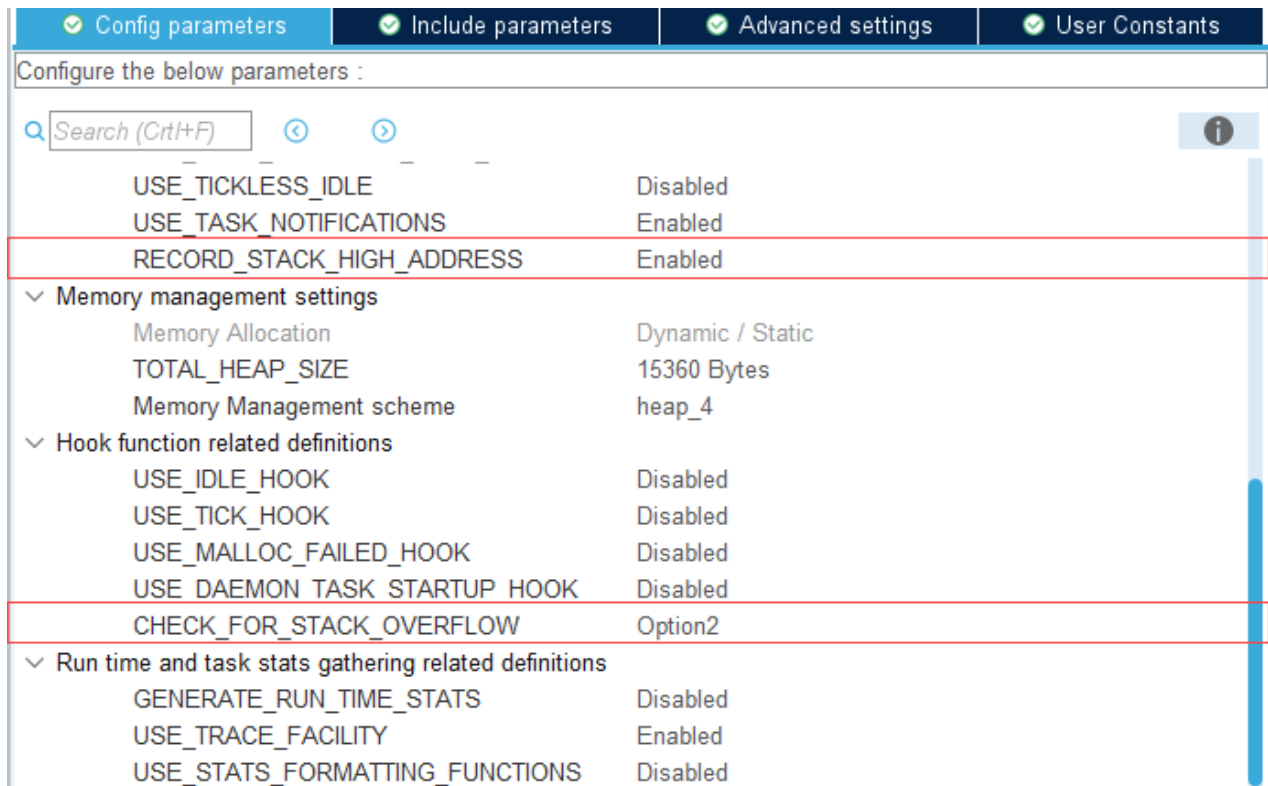 Config parameters Include parameters Advanced settings User Constants
Configure the below parameters :
Search (Crtl+F)
USE_TICKLESS_IDLE Disabled
USE_TASK_NOTIFICATIONS Enabled
RECORD_STACK_HIGH_ADDRESS Enabled
Memory management settings
Memory Allocation Dynamic / Static
TOTAL_HEAP_SIZE 15360 Bytes
Memory Management scheme heap_4
Hook function related definitions
USE_IDLE_HOOK Disabled
USE_TICK_HOOK Disabled
USE_MALLOC_FAILED_HOOK Disabled
USE_DAEMON_TASK_STARTUP_HOOK Disabled
CHECK_FOR_STACK_OVERFLOW Option2
Run time and task stats gathering related definitions
GENERATE_RUN_TIME_STATS Disabled
USE_TRACE_FACILITY Enabled
USE_STATS_FORMATTING_FUNCTIONS Disabled